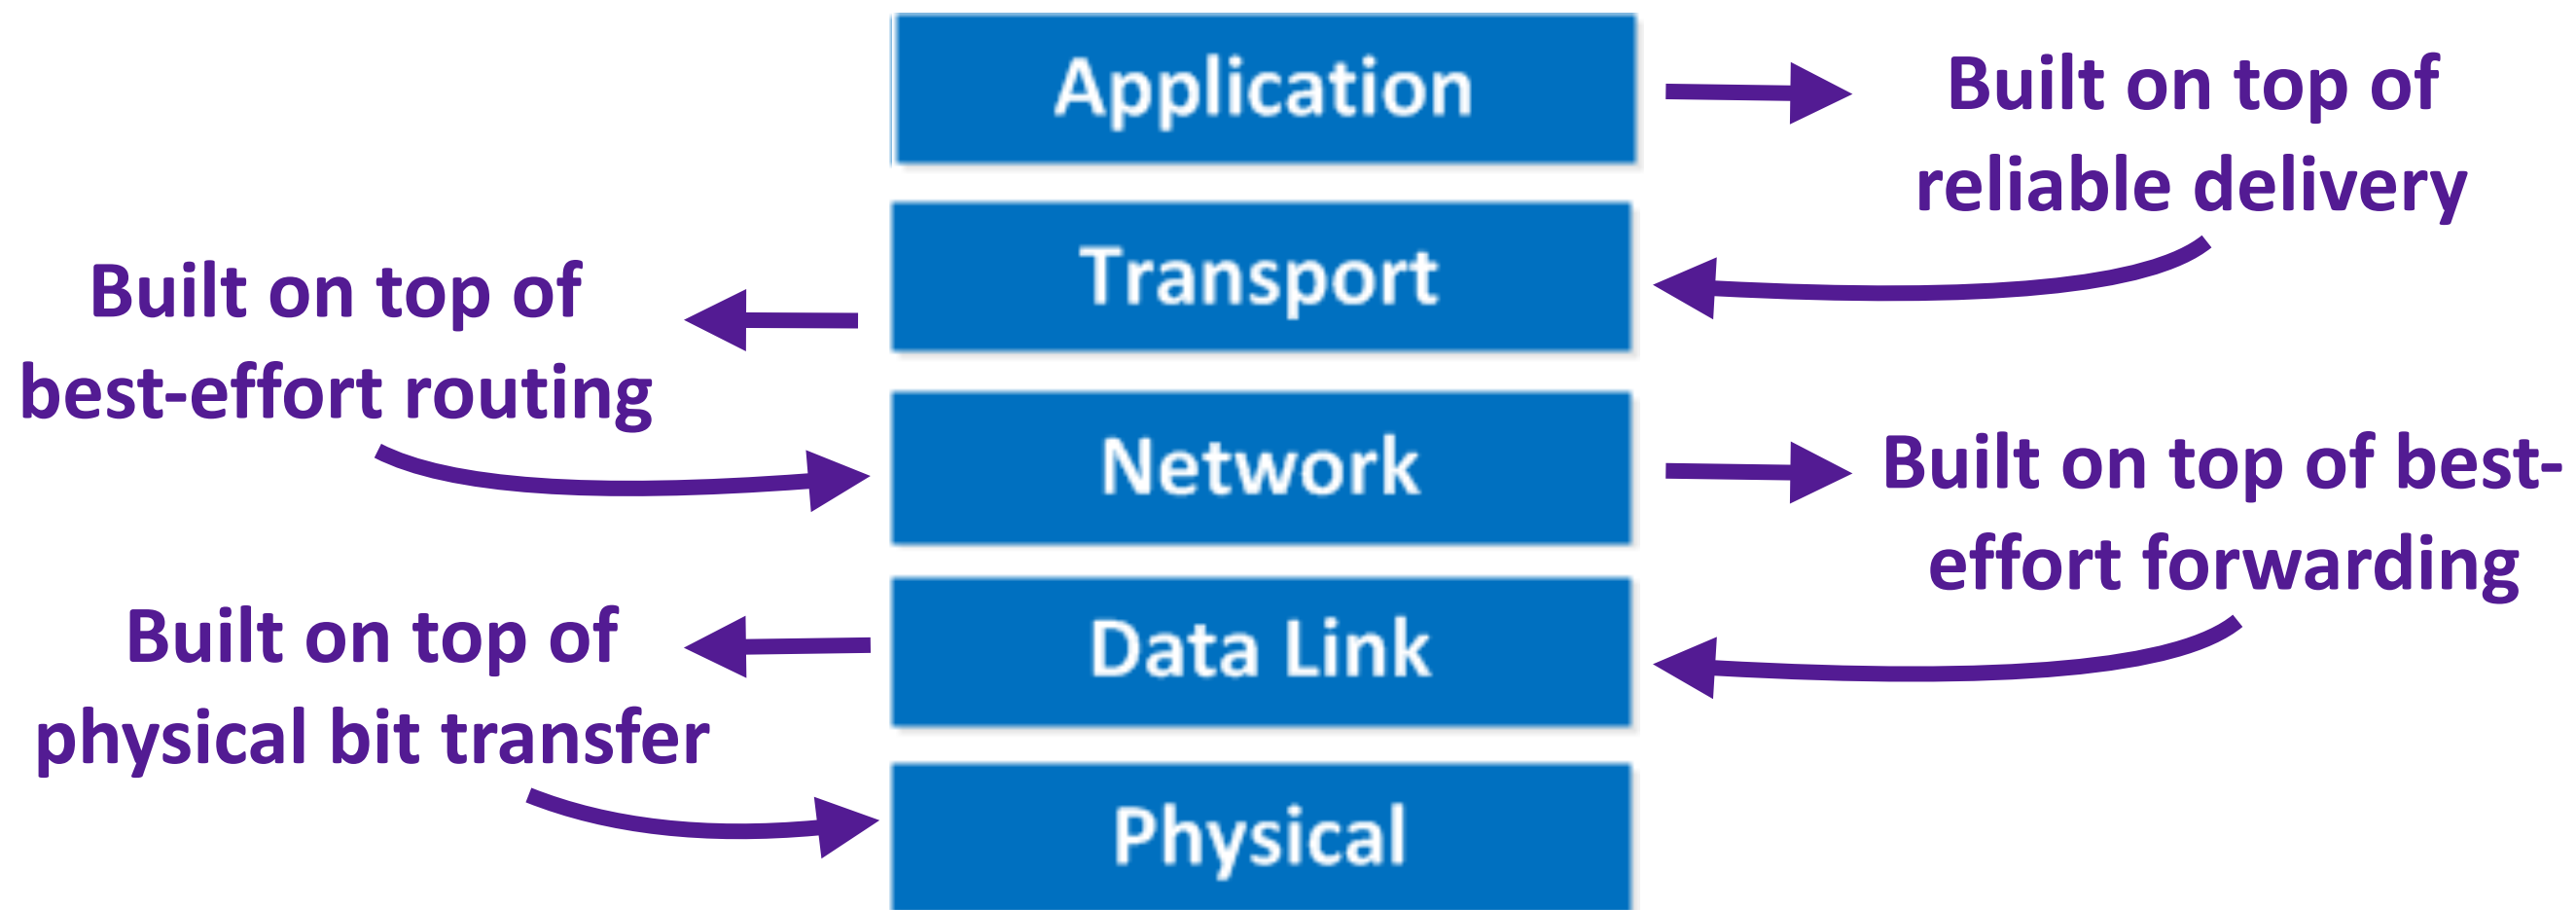 Application
Built on top of
reliable delivery
Transport
Built on top of
best-effort routing
Network
Built on top of best-
effort forwarding
Data Link
Built on top of
physical bit transfer
Physical